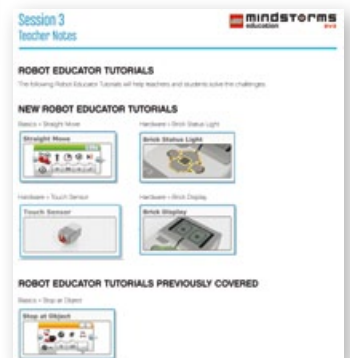 Session 3
Teacher Notes
mindstorms
education
EV3
ROBOT EDUCATOR TUTORIALS
The following Robot Educator Tutorials will help teachers and students solve the challenges.
NEW ROBOT EDUCATOR TUTORIALS
Basics > Straight Move
Hardware > Brick Status Light
Straight Move
Brick Status Light
Hardware > Touch Sensor
Hardware > Brick Display
Touch Sensor
Brick Display
ROBOT EDUCATOR TUTORIALS PREVIOUSLY COVERED
Basics > Stop at Object
Stop at Object